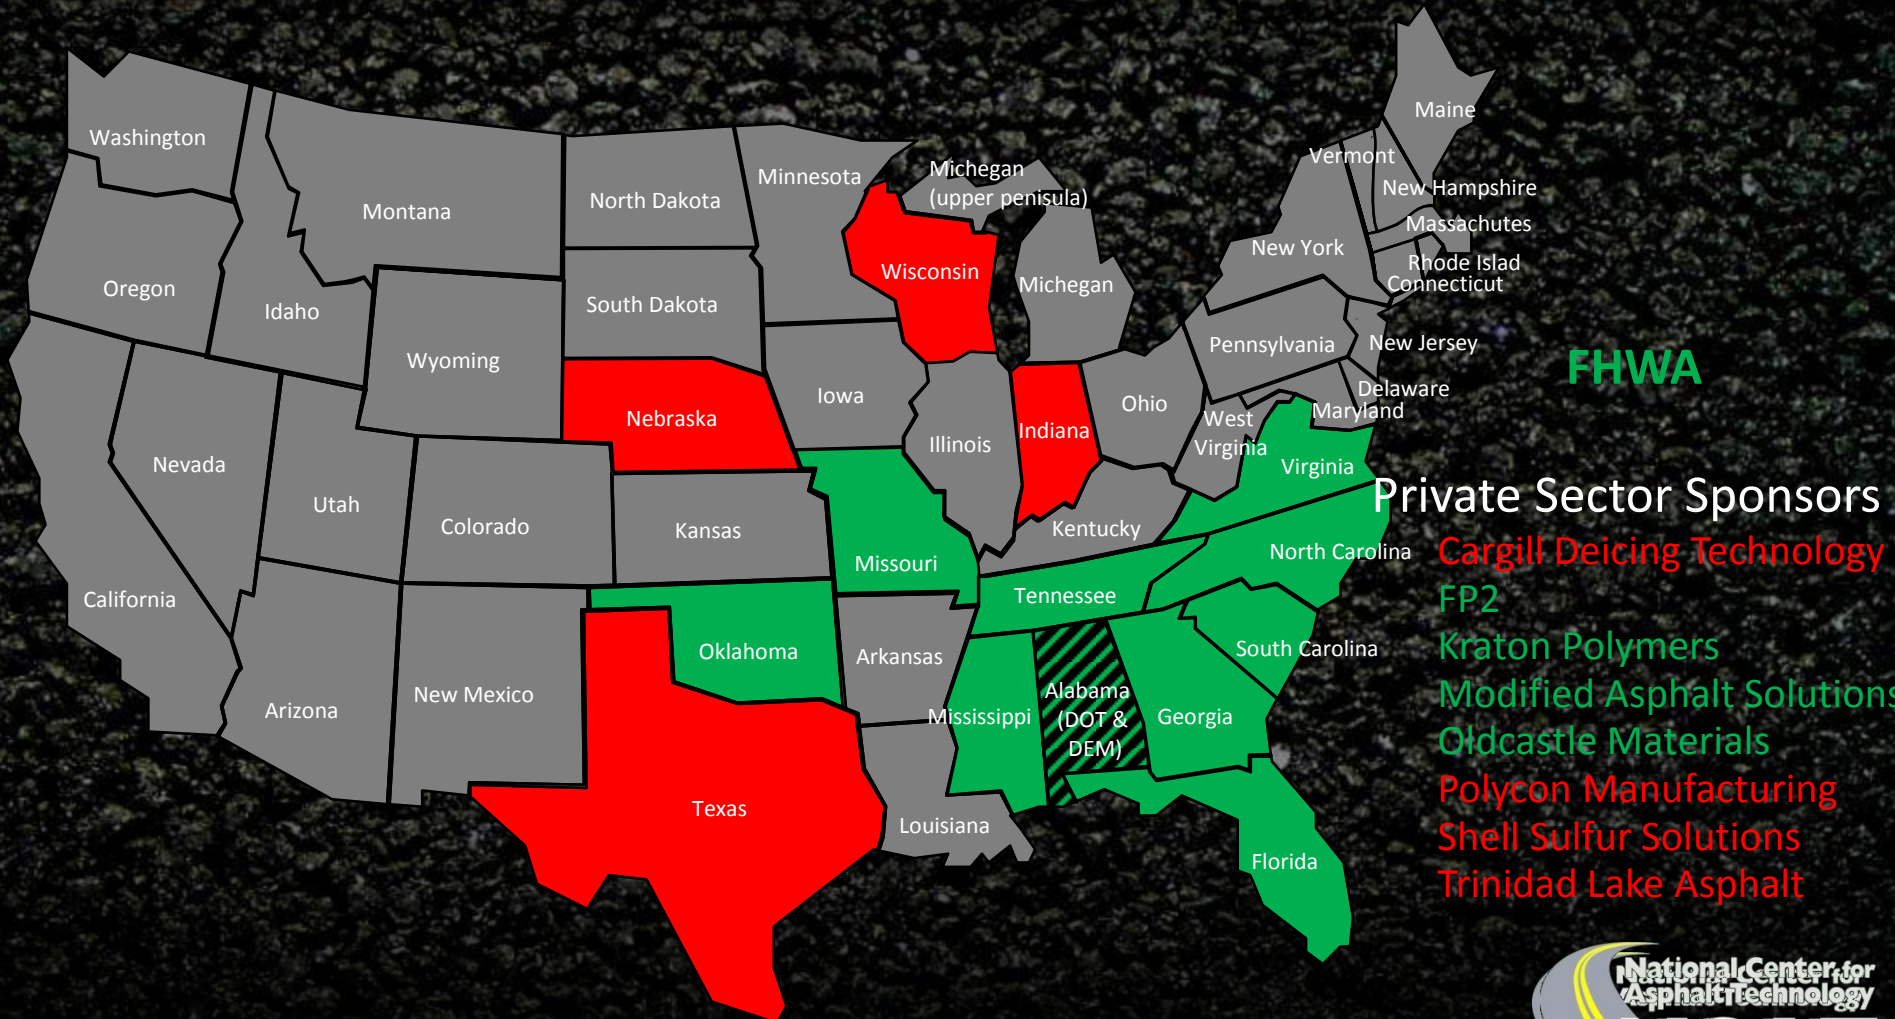 Maine
Washington
Vermont
Michegan
(upper penisula)
Minnesota
New Hampshire
North Dakota
Montana
Massachutes
New York
Rhode Islad
Wisconsin
Connecticut
Michegan
Oregon
South Dakota
Idaho
Pennsylvania
New Jersey
Wyoming
FHWA
Delaware
Iowa
Ohio
Maryland
Nebraska
West
Virginia
Indiana
Illinois
Nevada
Virginia
Utah
Private Sector Sponsors
Colorado
Kansas
Kentucky
North Carolina
Cargill Deicing Technology
Missouri
California
Tennessee
FP2
Oklahoma
Arkansas
South Carolina
Kraton Polymers
New Mexico
Alabama
(DOT &
DEM)
Modified Asphalt Solutions
Arizona
Mississippi
Georgia
Oldcastle Materials
Texas
Polycon Manufacturing
Louisiana
Shell Sulfur Solutions
Florida
Trinidad Lake Asphalt
National Center for
Asphalt Technology